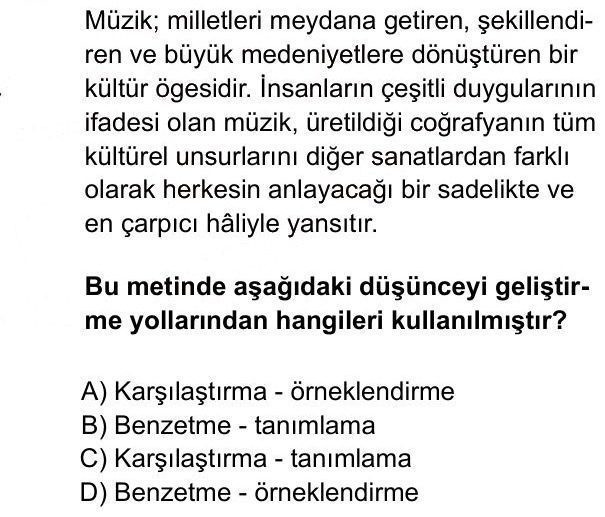 Müzik; milletleri meydana getiren, şekillendi-
ren ve büyük medeniyetlere dönüştüren bir
kültür ögesidir. İnsanların çeşitli duygularının
ifadesi olan müzik, üretildiği coğrafyanın tüm
kültürel unsurlarını diğer sanatlardan farklı
olarak herkesin anlayacağı bir sadelikte ve
en çarpıcı hâliyle yansıtır.
Bu metinde aşağıdaki düşünceyi geliştir-
me yollarından hangileri kullanılmıştır?
A) Karşılaştırma - örneklendirme
B) Benzetme - tanımlama
C) Karşılaştırma - tanımlama
D) Benzetme - örneklendirme